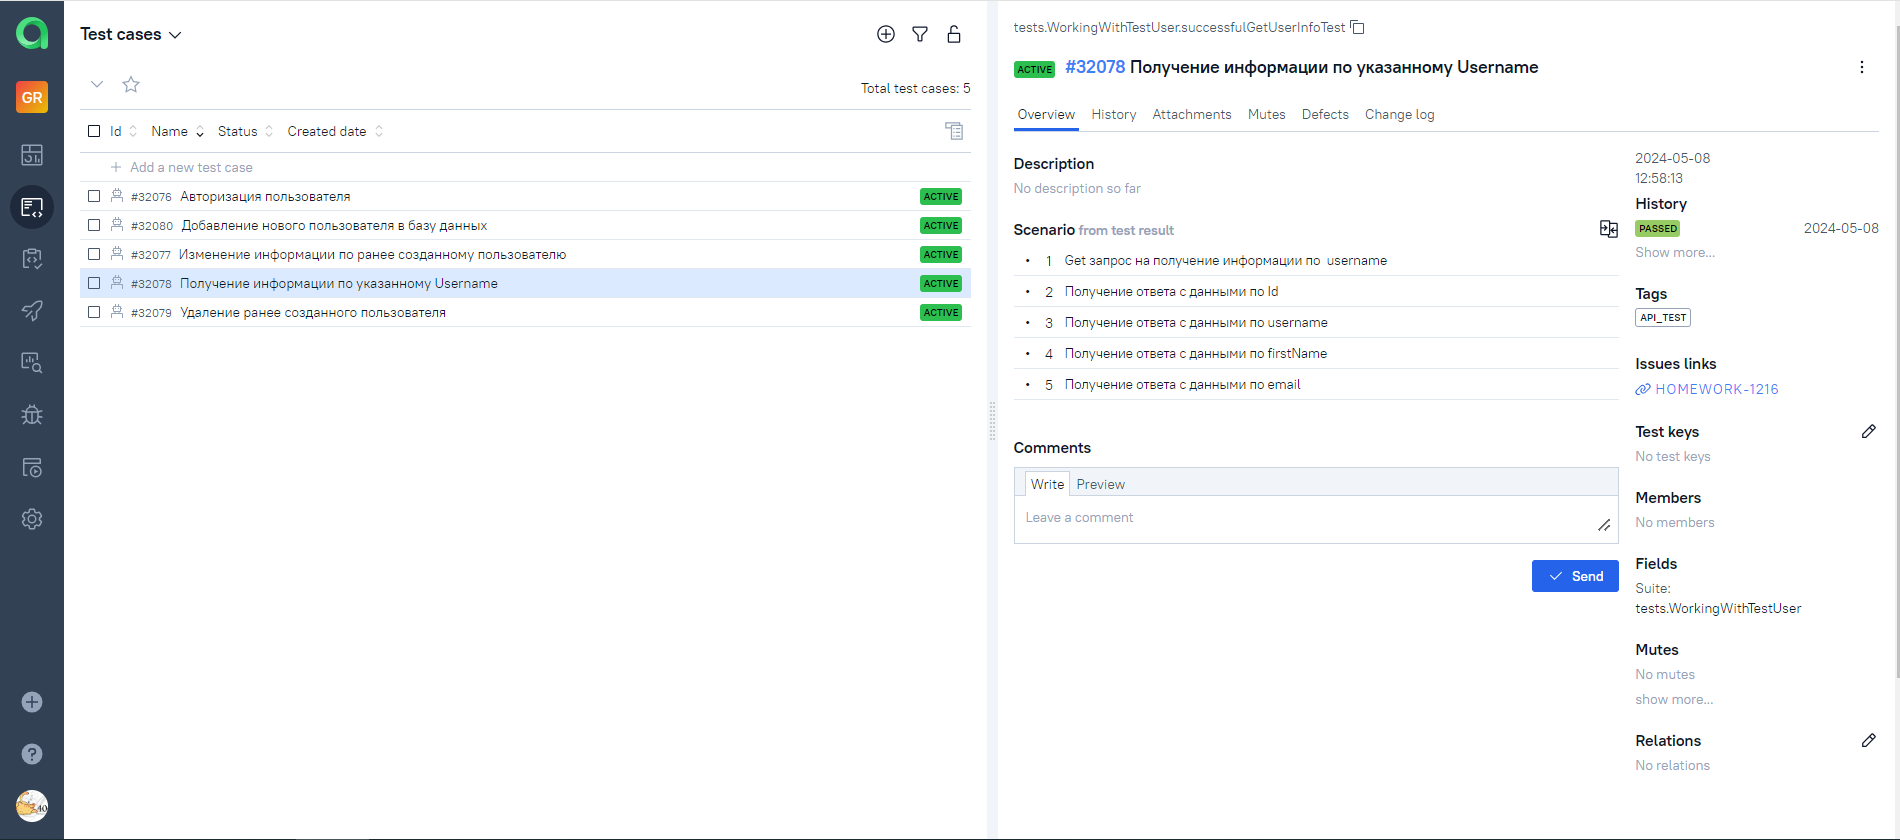 GR
Test cases
Total test cases: 5
Id Name Status Created date
Add a new test case
#32076 Авторизация пользователя ACTIVE
#32080 Добавление нового пользователя в базу данных ACTIVE
#32077 Изменение информации по ранее созданному пользователю ACTIVE
#32078 Получение информации по указанному Username ACTIVE
#32079 Удаление ранее созданного пользователя ACTIVE
tests.WorkingWithTestUser.successfulGetUserInfoTest
ACTIVE #32078 Получение информации по указанному Username
Overview History Attachments Mutes Defects Change log
Description
No description so far
Scenario from test result
• 1 Get запрос на получение информации по username
• 2 Получение ответа с данными по Id
• 3 Получение ответа с данными по username
• 4 Получение ответа с данными по firstName
• 5 Получение ответа с данными по email
Comments
Write Preview
Leave a comment
Send
2024-05-08
12:58:13
History
PASSED 2024-05-08
Show more...
Tags
API_TEST
Issues links
HOMEWORK-1216
Test keys
No test keys
Members
No members
Fields
Suite:
tests.WorkingWithTestUser
Mutes
No mutes
show more...
Relations
No relations